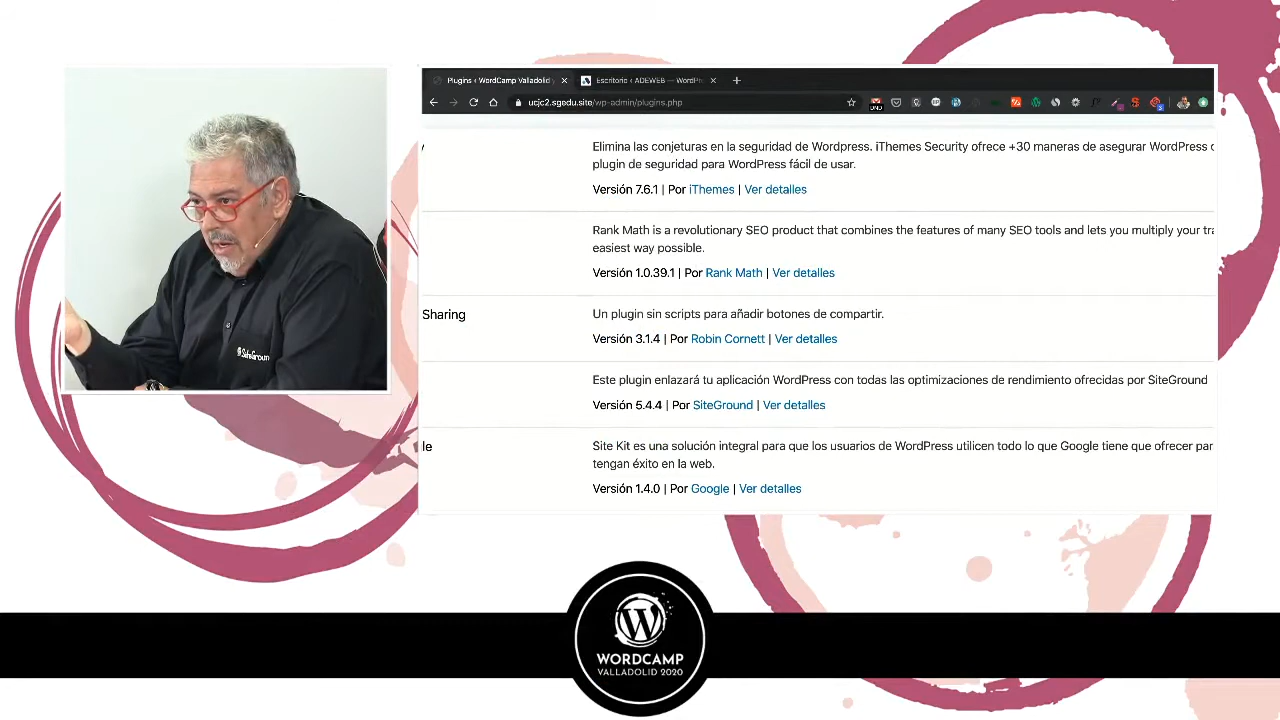 Plugins ‹ WordCamp Valladolid
Escritorio ‹ ADEWEB — WordPr
ucjc2.sgedu.site/wp-admin/plugins.php
UND
y
Elimina las conjeturas en la seguridad de Wordpress. iThemes Security ofrece +30 maneras de asegurar WordPress c
plugin de seguridad para WordPress fácil de usar.
Versión 7.6.1 | Por iThemes | Ver detalles
Rank Math is a revolutionary SEO product that combines the features of many SEO tools and lets you multiply your tra
easiest way possible.
Versión 1.0.39.1 | Por Rank Math | Ver detalles
Sharing
Un plugin sin scripts para añadir botones de compartir.
Versión 3.1.4 | Por Robin Cornett | Ver detalles
Este plugin enlazará tu aplicación WordPress con todas las optimizaciones de rendimiento ofrecidas por SiteGround
Versión 5.4.4 | Por SiteGround | Ver detalles
le
Site Kit es una solución integral para que los usuarios de WordPress utilicen todo lo que Google tiene que ofrecer par
tengan éxito en la web.
Versión 1.4.0 | Por Google | Ver detalles
SiteGround
WORDCAMP
VALLADOLID 2020